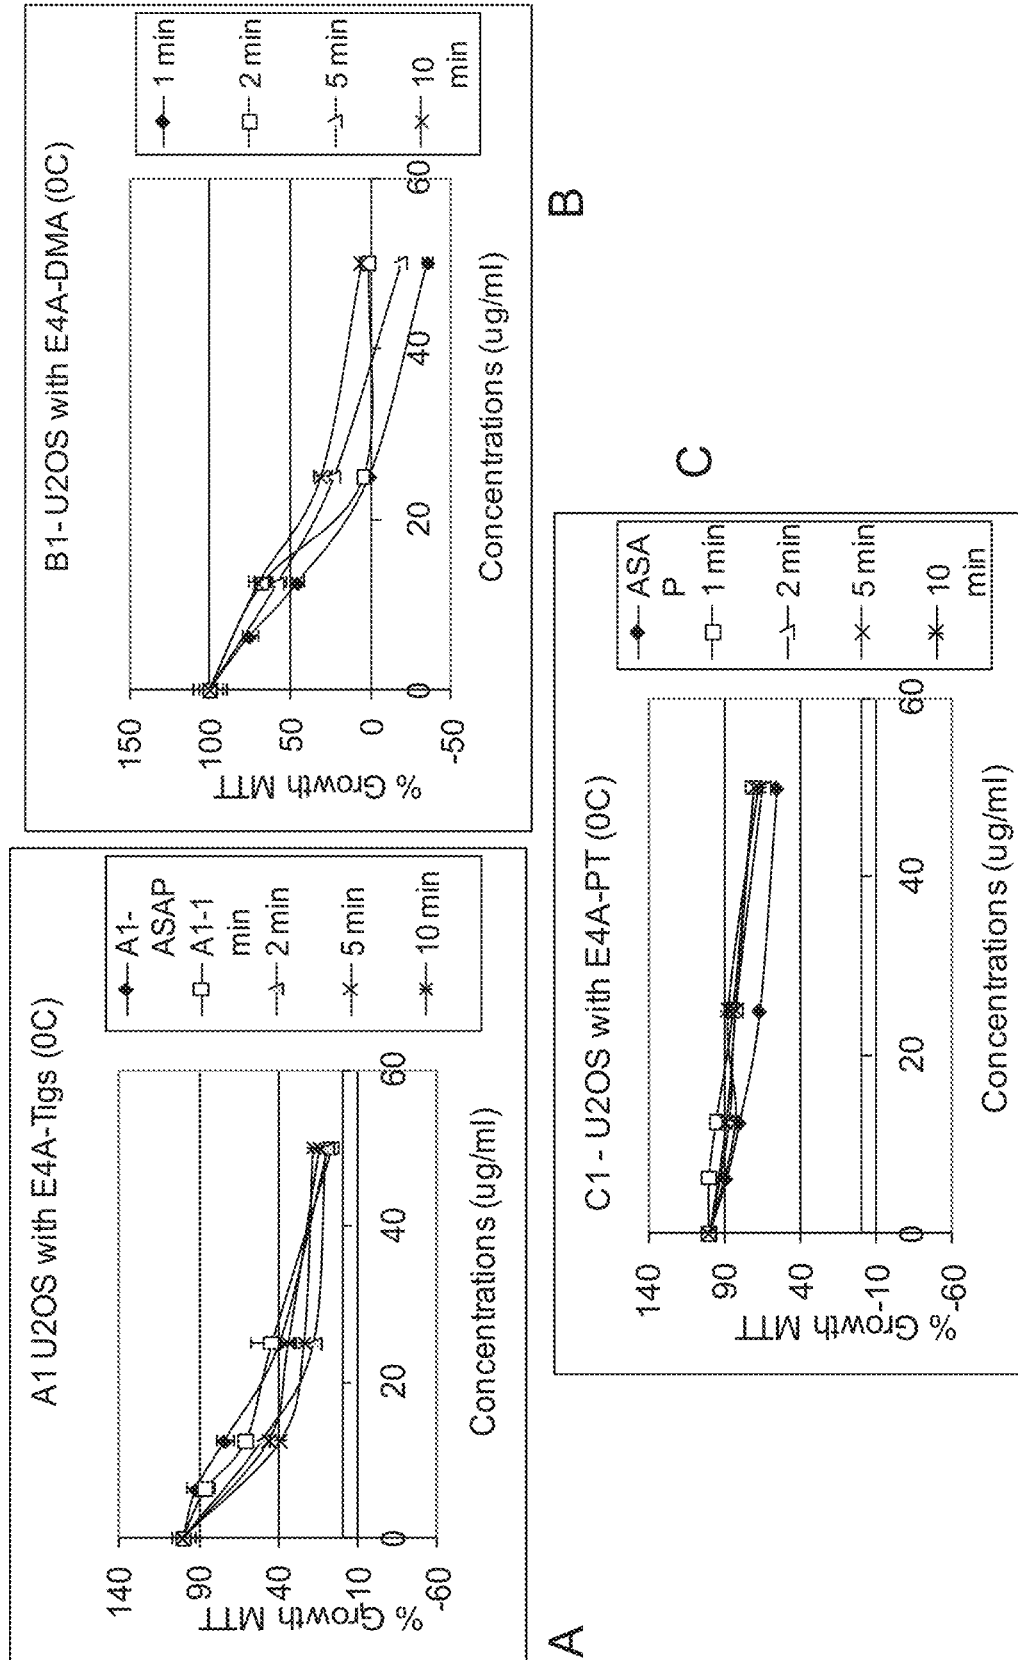 A1 U2OS with E4A-Tigs (0C)
140
90
40
-10
-60
% Growth MTT
0
20
40
60
Concentrations (ug/ml)
A1-
ASAP
A1-1
min
2 min
5 min
10 min
A
B1- U2OS with E4A-DMA (0C)
150
100
50
0
-50
% Growth MTT
0
20
40
60
Concentrations (ug/ml)
1 min
2 min
5 min
10
min
B
C1 - U2OS with E4A-PT (0C)
140
90
40
-10
-60
% Growth MTT
0
20
40
60
Concentrations (ug/ml)
ASA
P
1 min
2 min
5 min
10
min
C